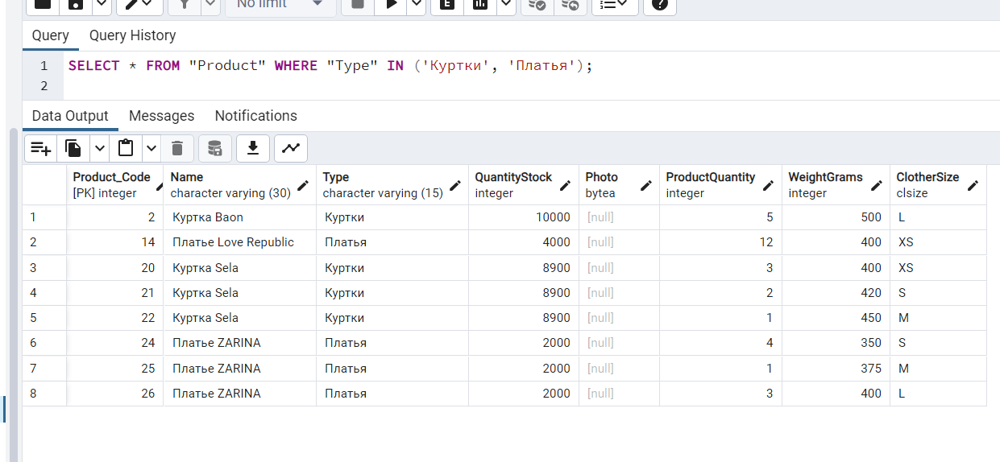 No limit
Query Query History
1 SELECT * FROM "Product" WHERE "Type" IN ('Куртки', 'Платья');
2
Data Output Messages Notifications
Product_Code Name Type QuantityStock Photo ProductQuantity WeightGrams ClotherSize
[PK] integer character varying (30) character varying (15) integer bytea integer integer clsize
1 2 Куртка Baon Куртки 10000 [null] 5 500 L
2 14 Платье Love Republic Платья 4000 [null] 12 400 XS
3 20 Куртка Sela Куртки 8900 [null] 3 400 XS
4 21 Куртка Sela Куртки 8900 [null] 2 420 S
5 22 Куртка Sela Куртки 8900 [null] 1 450 M
6 24 Платье ZARINA Платья 2000 [null] 4 350 S
7 25 Платье ZARINA Платья 2000 [null] 1 375 M
8 26 Платье ZARINA Платья 2000 [null] 3 400 L